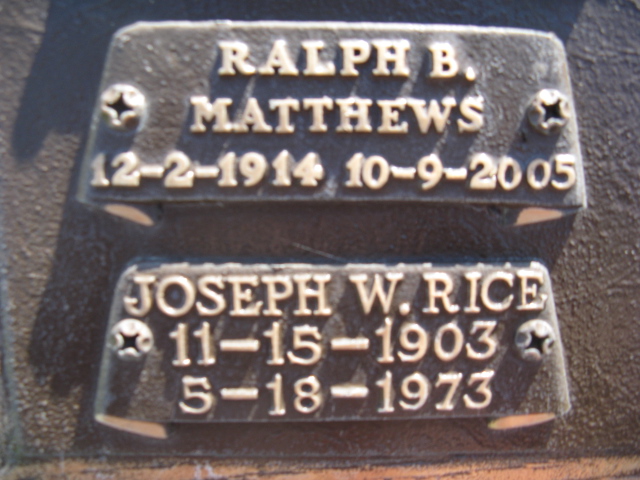 RALPH B.
MATTHEWS
12-2-1914 10-9-2005
JOSEPH W. RICE
11-15-1903
5-18-1973